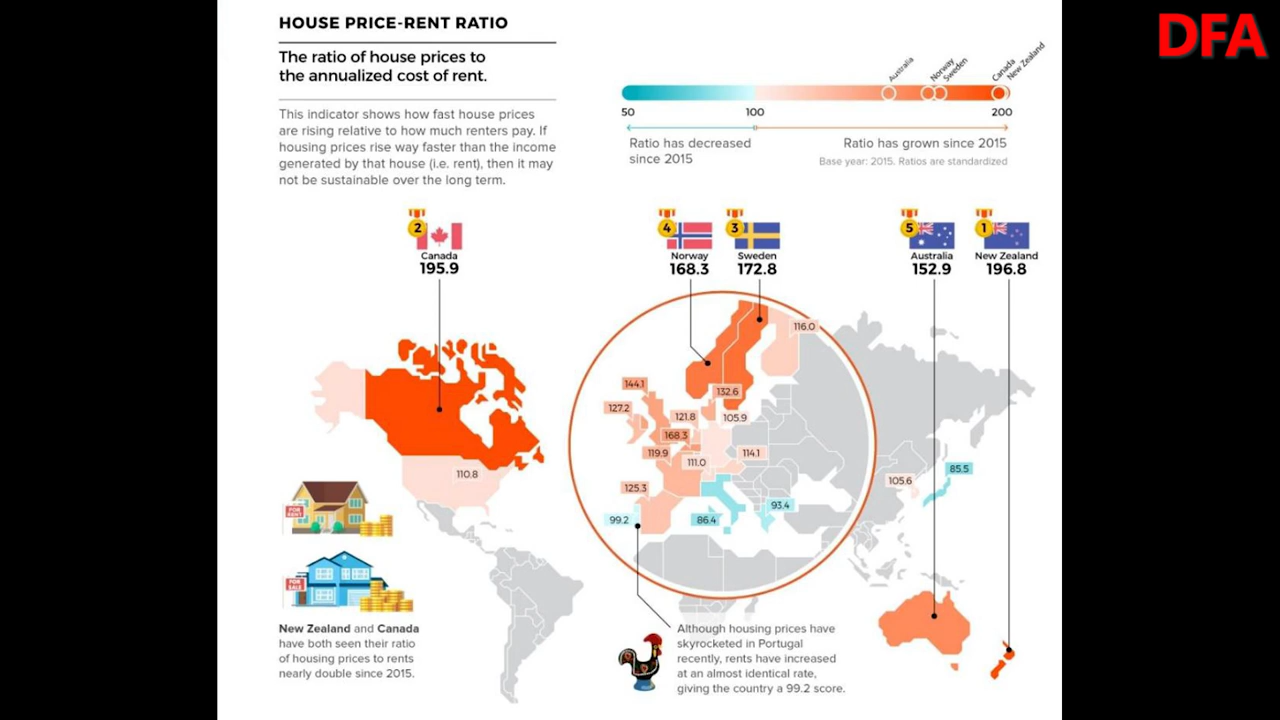 DFA
HOUSE PRICE-RENT RATIO
The ratio of house prices to
the annualized cost of rent.
This indicator shows how fast house prices
are rising relative to how much renters pay. If
housing prices rise way faster than the income
generated by that house (i.e. rent), then it may
not be sustainable over the long term.
Australia
Norway
Sweden
Canada
New Zealand
50
100
200
Ratio has decreased
since 2015
Ratio has grown since 2015
Base year: 2015. Ratios are standardized
2
Canada
195.9
4
Norway
168.3
3
Sweden
172.8
5
Australia
152.9
1
New Zealand
196.8
116.0
144.1
132.6
127.2
121.8
105.9
168.3
119.9
111.0
114.1
110.8
125.3
99.2
86.4
93.4
105.6
85.5
FOR
RENT
FOR
SALE
New Zealand and Canada
have both seen their ratio
of housing prices to rents
nearly double since 2015.
Although housing prices have
skyrocketed in Portugal
recently, rents have increased
at an almost identical rate,
giving the country a 99.2 score.